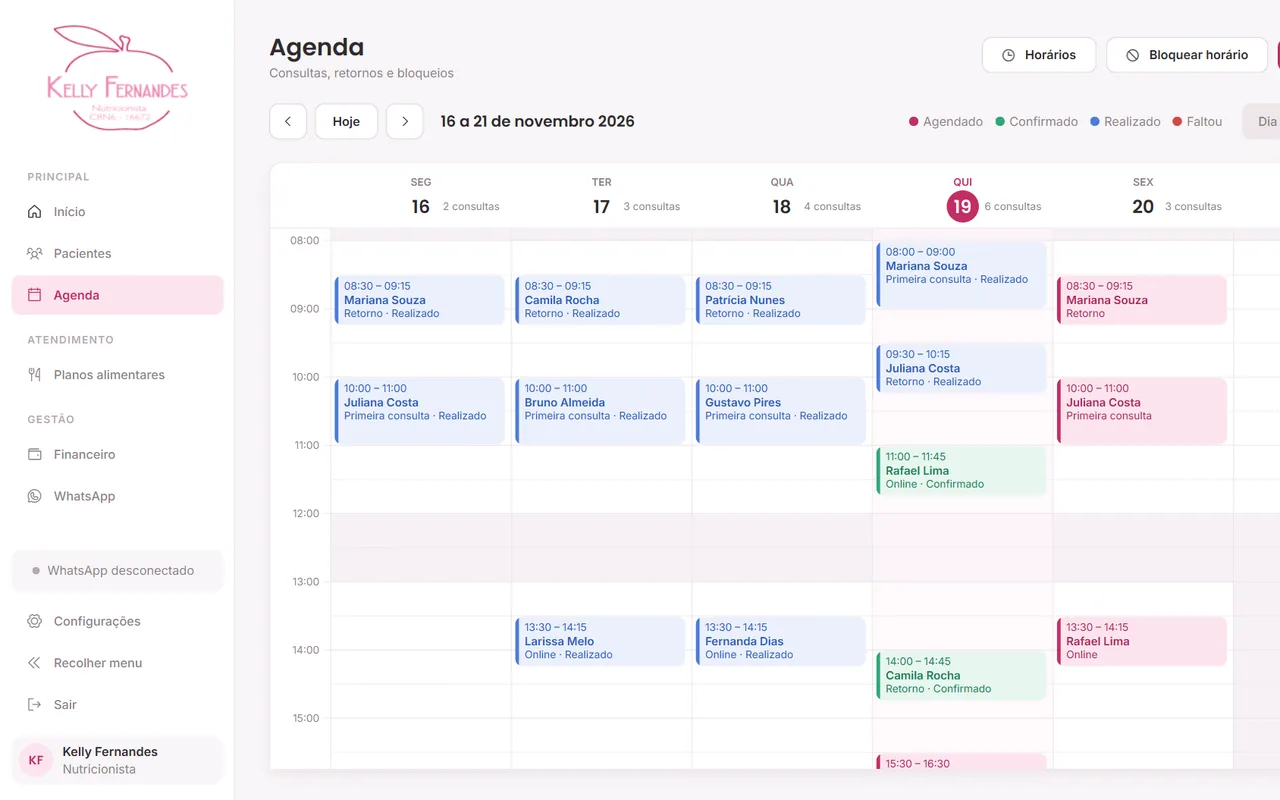 KELLY FERNANDES
Nutricionista
CRN6 - 16672
PRINCIPAL
Início
Pacientes
Agenda
ATENDIMENTO
Planos alimentares
GESTÃO
Financeiro
WhatsApp
WhatsApp desconectado
Configurações
Recolher menu
Sair
KF
Kelly Fernandes
Nutricionista
Agenda
Consultas, retornos e bloqueios
Horários
Bloquear horário
Hoje
16 a 21 de novembro 2026
Agendado
Confirmado
Realizado
Faltou
Dia
SEG
16 2 consultas
TER
17 3 consultas
QUA
18 4 consultas
QUI
19 6 consultas
SEX
20 3 consultas
08:00
09:00
10:00
11:00
12:00
13:00
14:00
15:00
08:30 – 09:15
Mariana Souza
Retorno · Realizado
10:00 – 11:00
Juliana Costa
Primeira consulta · Realizado
08:30 – 09:15
Camila Rocha
Retorno · Realizado
10:00 – 11:00
Bruno Almeida
Primeira consulta · Realizado
13:30 – 14:15
Larissa Melo
Online · Realizado
08:30 – 09:15
Patrícia Nunes
Retorno · Realizado
10:00 – 11:00
Gustavo Pires
Primeira consulta · Realizado
13:30 – 14:15
Fernanda Dias
Online · Realizado
08:00 – 09:00
Mariana Souza
Primeira consulta · Realizado
09:30 – 10:15
Juliana Costa
Retorno · Realizado
11:00 – 11:45
Rafael Lima
Online · Confirmado
14:00 – 14:45
Camila Rocha
Retorno · Confirmado
15:30 – 16:30
08:30 – 09:15
Mariana Souza
Retorno
10:00 – 11:00
Juliana Costa
Primeira consulta
13:30 – 14:15
Rafael Lima
Online